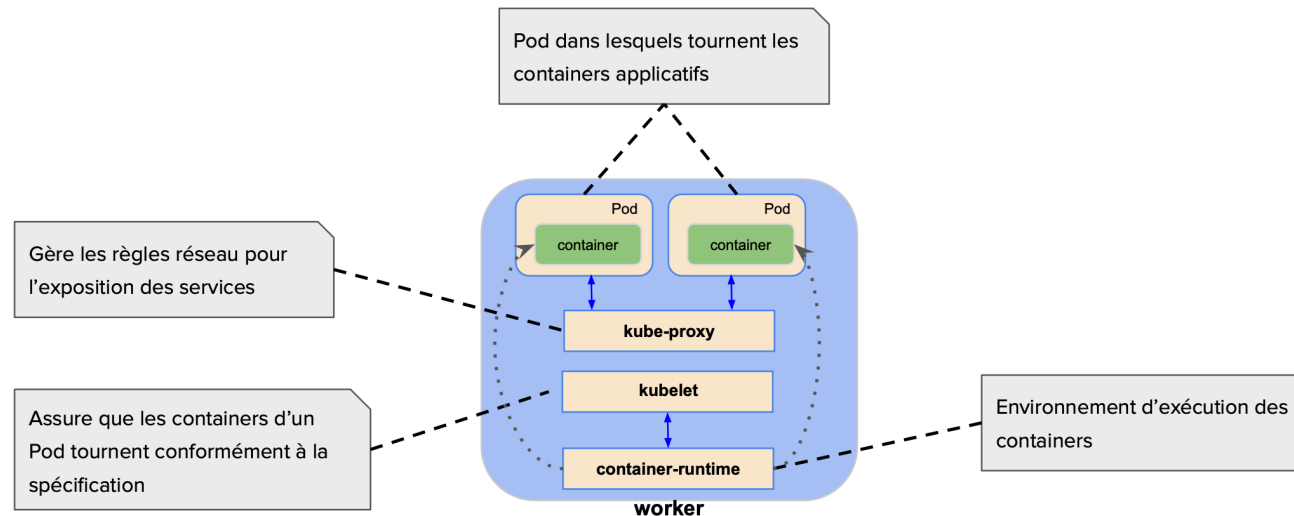 Pod dans lesquels tournent les
containers applicatifs
Pod
Pod
container
container
Gère les règles réseau pour
l'exposition des services
kube-proxy
kubelet
Assure que les containers d'un
Pod tournent conformément à la
spécification
Environnement d'exécution des
containers
container-runtime
worker